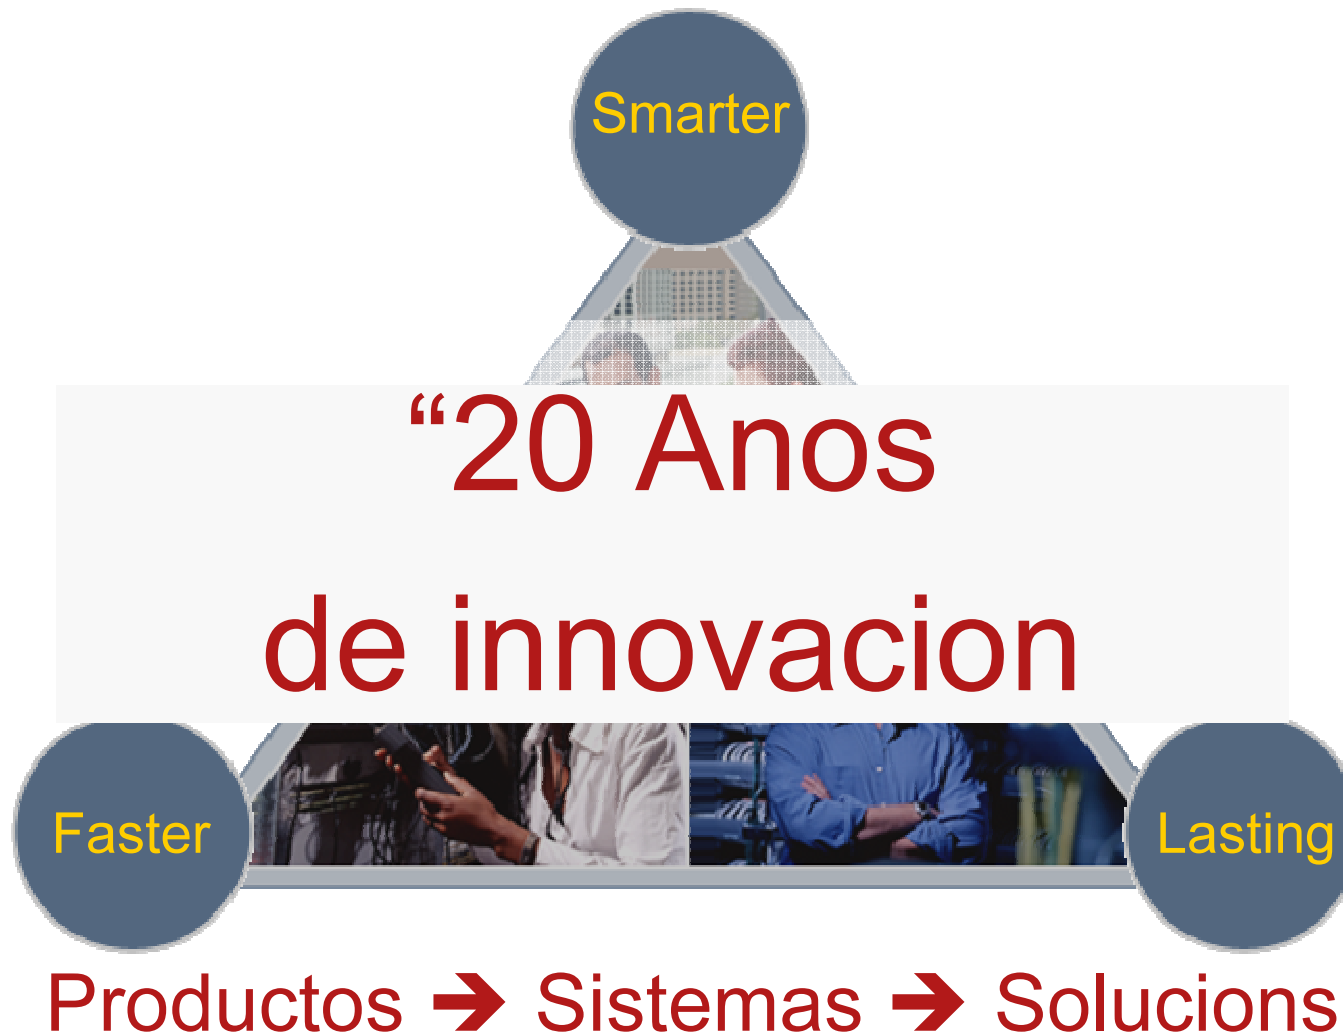 Smarter
“20 Anos
de innovacion
Faster
Lasting
Productos ➔ Sistemas ➔ Solucions